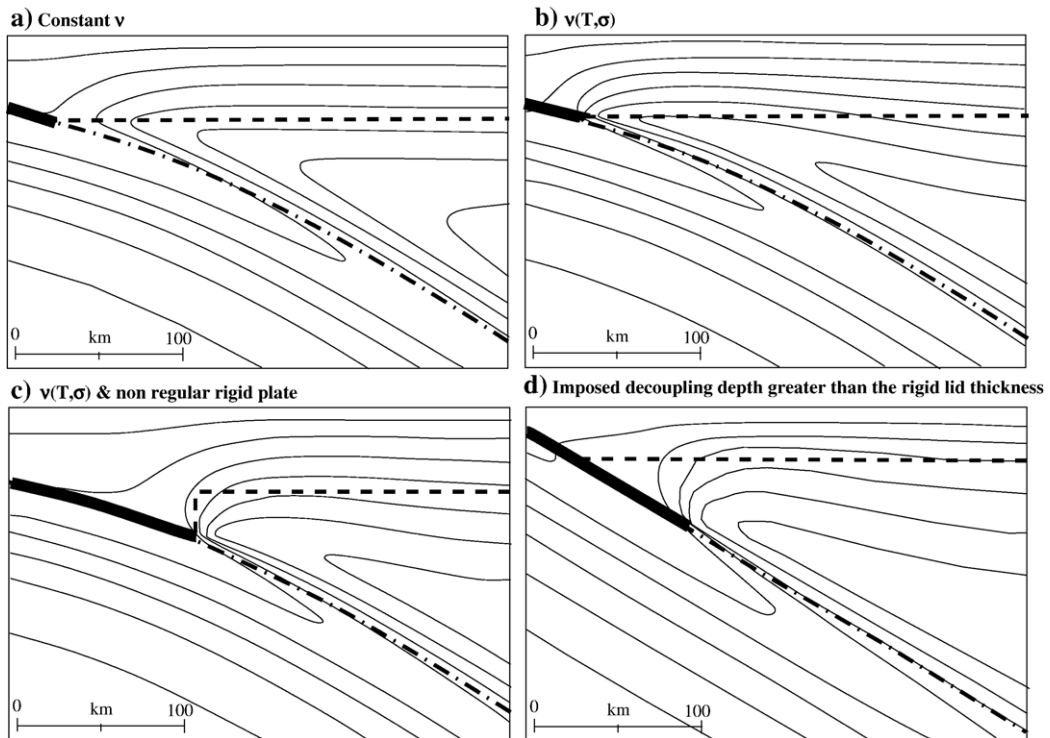 a) Constant ν
b) ν(T,σ)
0 km 100
0 km 100
c) ν(T,σ) & non regular rigid plate
d) Imposed decoupling depth greater than the rigid lid thickness
0 km 100
0 km 100